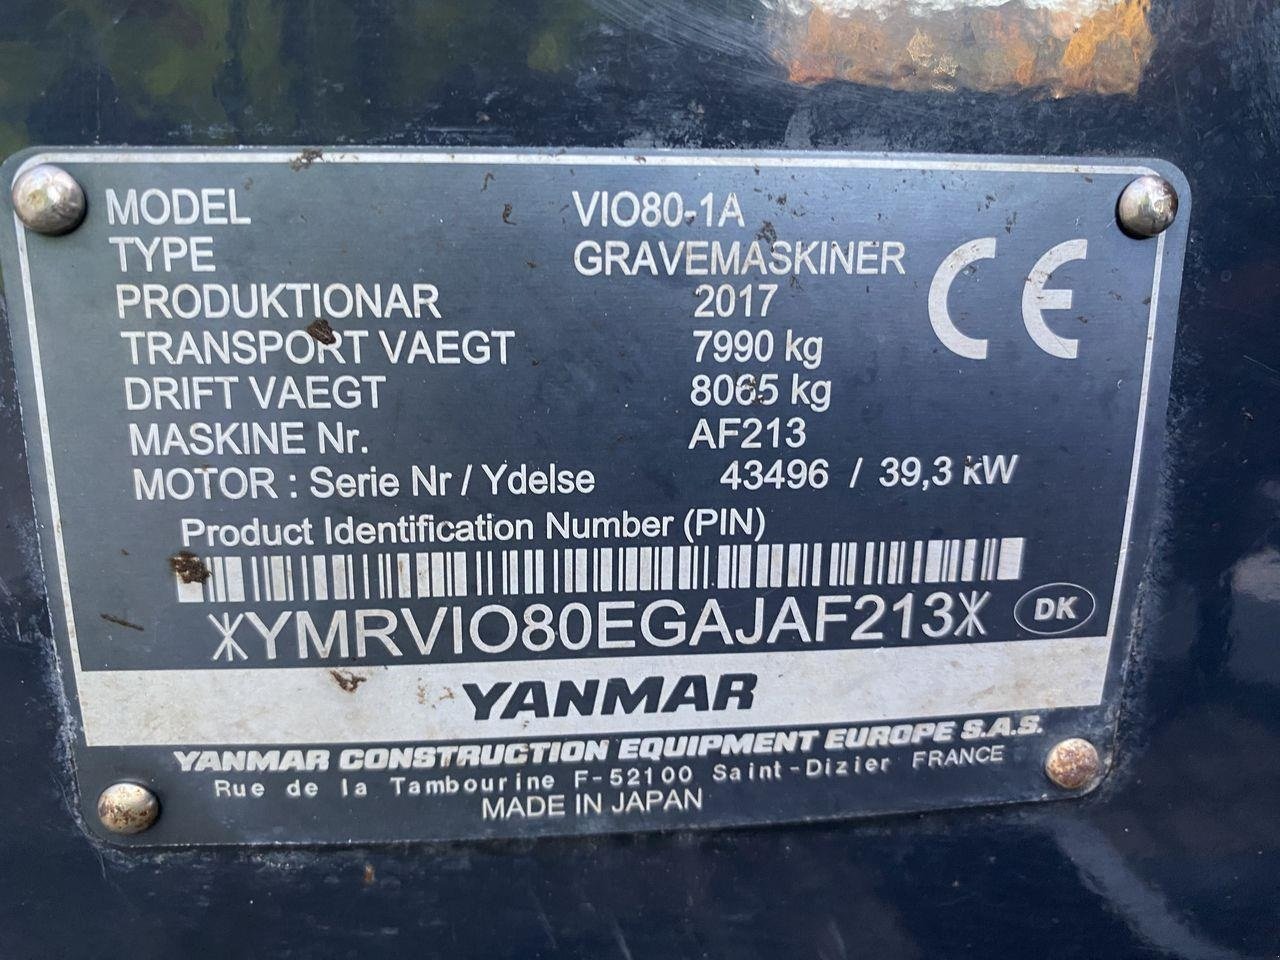 MODEL VIO80-1A
TYPE GRAVEMASKINER
PRODUKTIONAR 2017
TRANSPORT VAEGT 7990 kg
DRIFT VAEGT 8065 kg
MASKINE Nr. AF213
MOTOR : Serie Nr / Ydelse 43496 / 39,3 kW
CE
Product Identification Number (PIN)
*YMRVIO80EGAJAF213*
DK
YANMAR
YANMAR CONSTRUCTION EQUIPMENT EUROPE S.A.S.
Rue de la Tambourine F-52100 Saint-Dizier FRANCE
MADE IN JAPAN